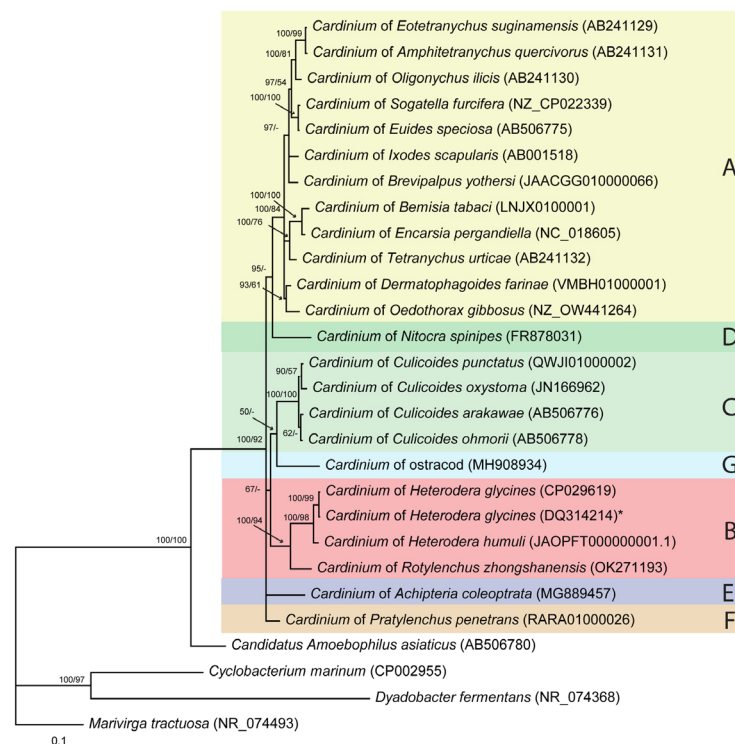 100/99
Cardinium of Eotetranychus suginamensis (AB241129)
100/81
Cardinium of Amphitetranychus quercivorus (AB241131)
97/54
Cardinium of Oligonychus ilicis (AB241130)
100/100
Cardinium of Sogatella furcifera (NZ_CP022339)
97/-
Cardinium of Euides speciosa (AB506775)
Cardinium of Ixodes scapularis (AB001518)
A
Cardinium of Brevipalpus yothersi (JAACGG010000066)
100/100
100/84
Cardinium of Bemisia tabaci (LNJX0100001)
100/76
Cardinium of Encarsia pergandiella (NC_018605)
Cardinium of Tetranychus urticae (AB241132)
95/-
93/61
Cardinium of Dermatophagoides farinae (VMBH01000001)
Cardinium of Oedothorax gibbosus (NZ_OW441264)
Cardinium of Nitocra spinipes (FR878031)
D
Cardinium of Culicoides punctatus (QWJI01000002)
90/57
Cardinium of Culicoides oxystoma (JN166962)
100/100
C
50/-
Cardinium of Culicoides arakawae (AB506776)
62/-
Cardinium of Culicoides ohmorii (AB506778)
100/92
Cardinium of ostracod (MH908934)
G
67/-
Cardinium of Heterodera glycines (CP029619)
100/99
Cardinium of Heterodera glycines (DQ314214)*
100/94
100/98
B
Cardinium of Heterodera humuli (JAOPFT000000001.1)
100/100
Cardinium of Rotylenchus zhongshanensis (OK271193)
Cardinium of Achipteria coleoptrata (MG889457)
E
Cardinium of Pratylenchus penetrans (RARA01000026)
F
Candidatus Amoebophilus asiaticus (AB506780)
Cyclobacterium marinum (CP002955)
100/97
Dyadobacter fermentans (NR_074368)
Marivirga tractuosa (NR_074493)
0.1